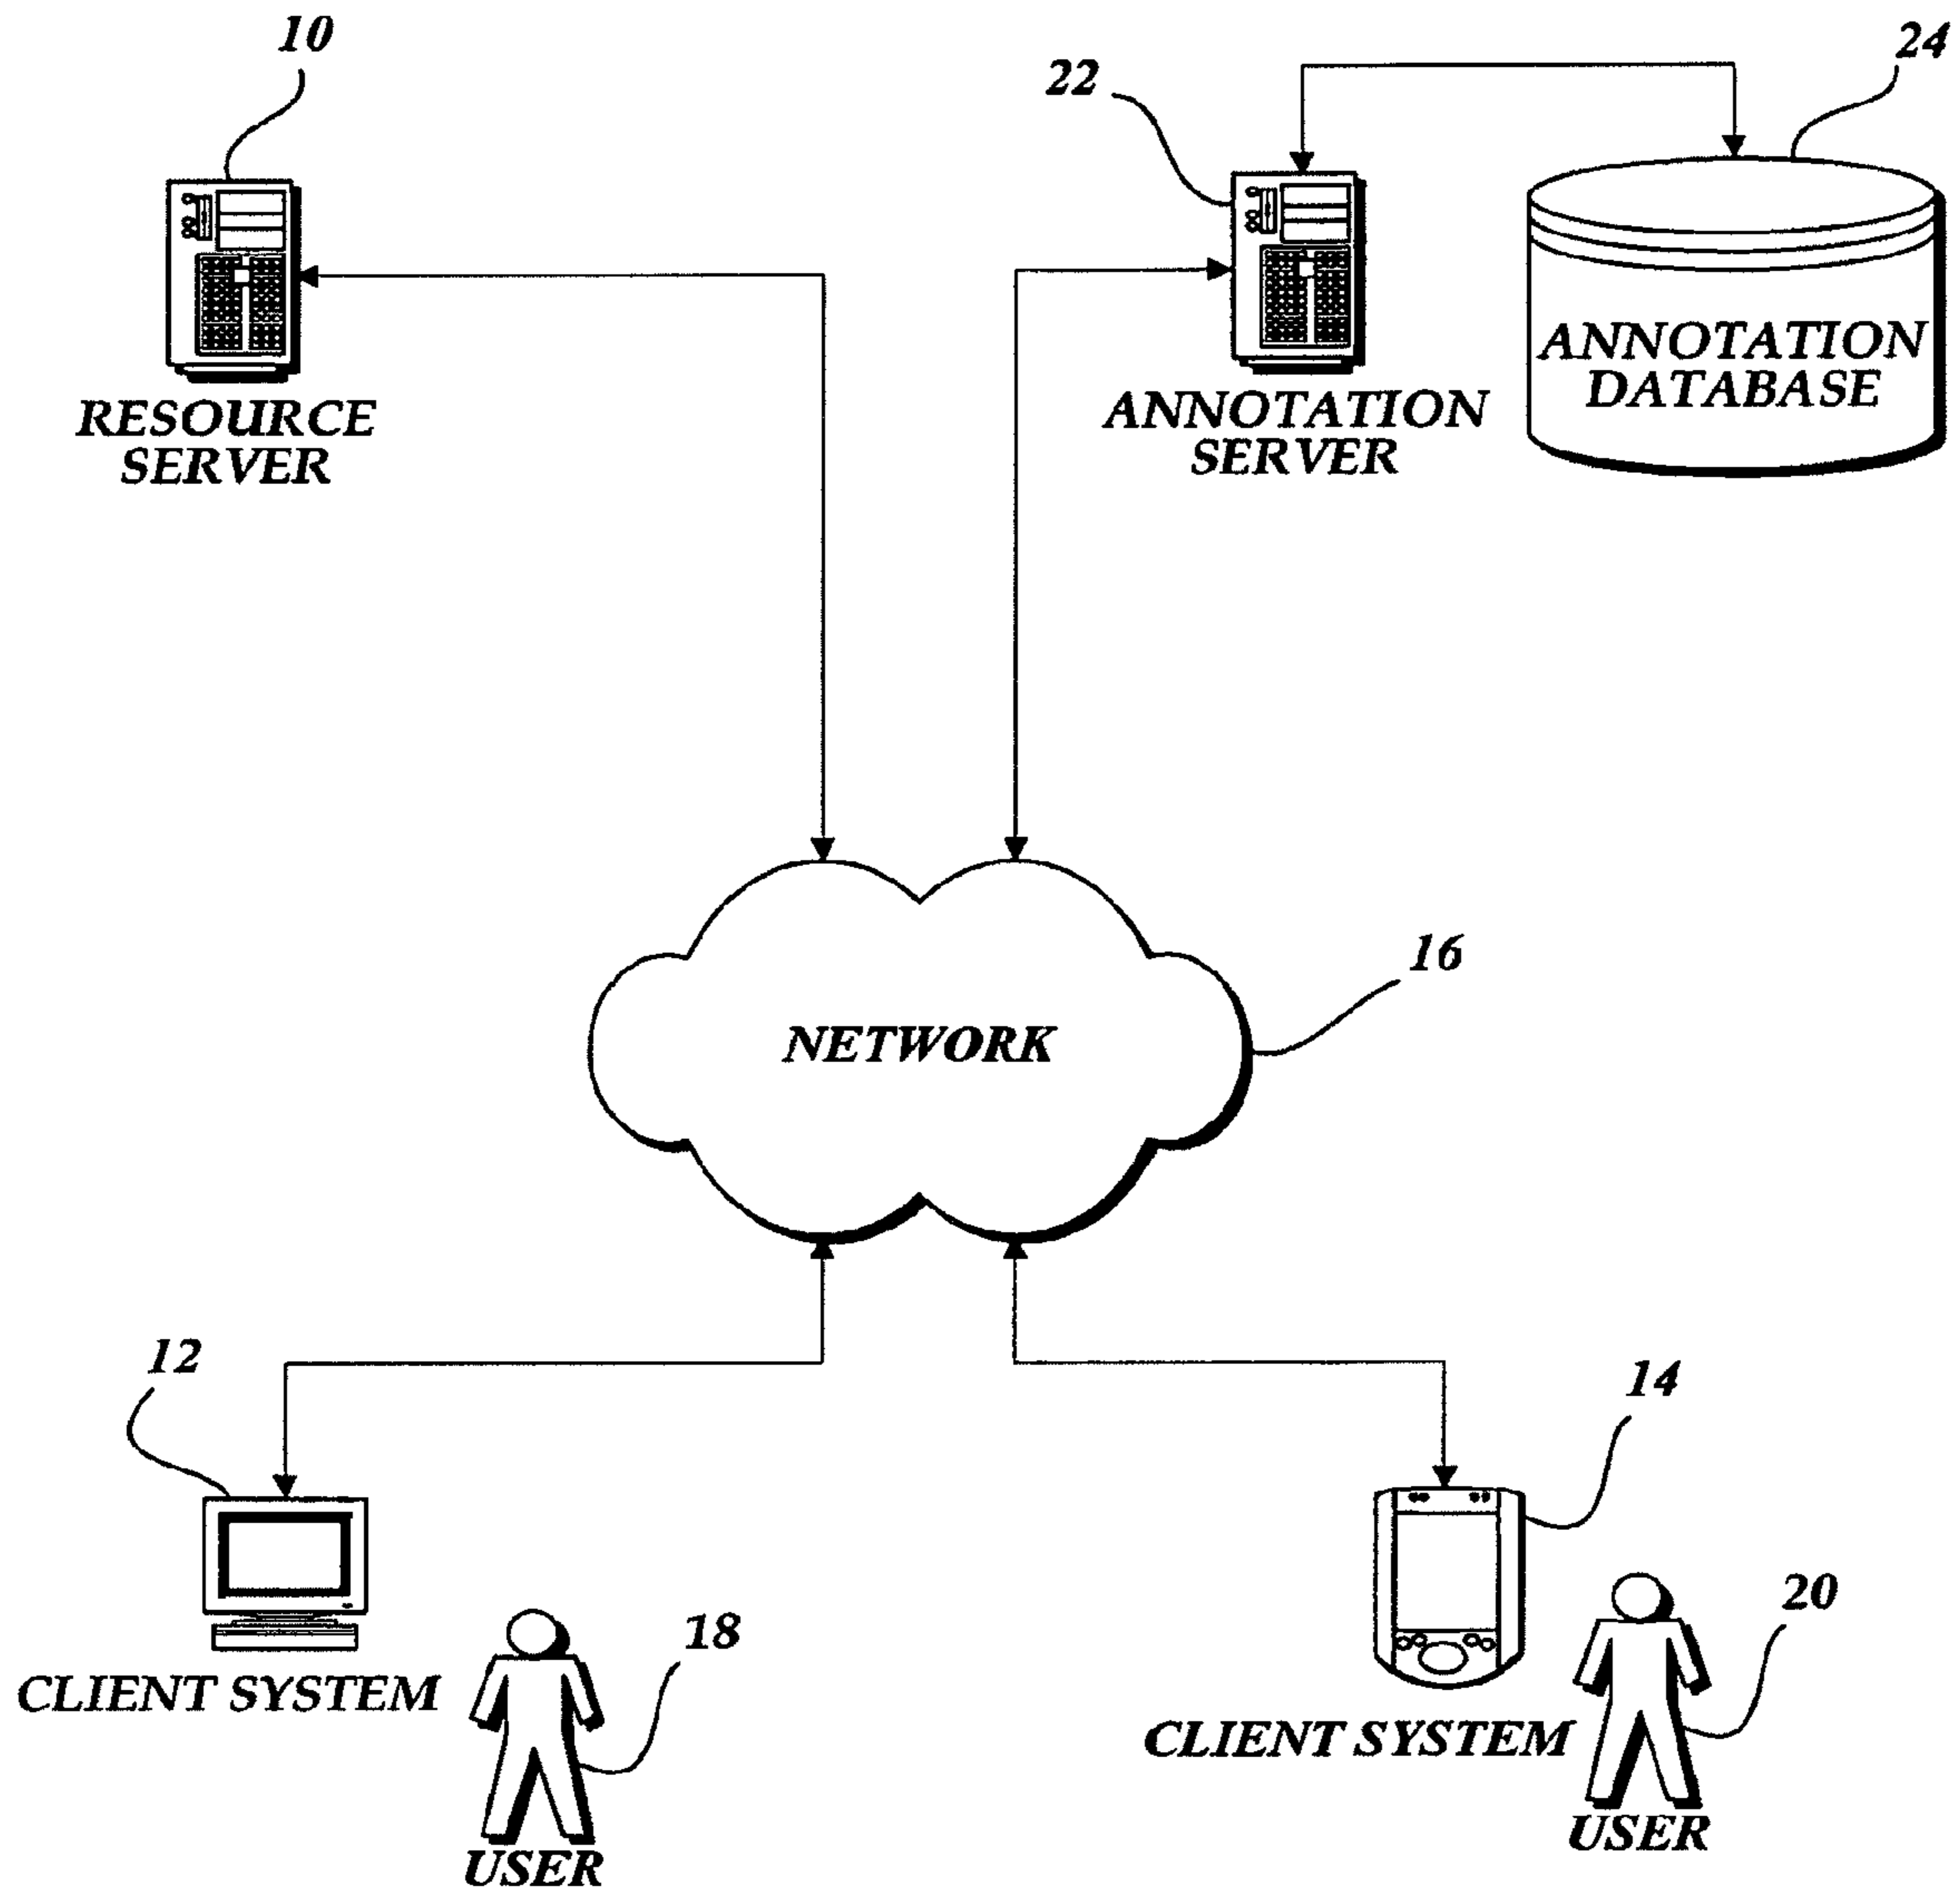 10
24
22
RESOURCE
SERVER
ANNOTATION
SERVER
ANNOTATION
DATABASE
16
NETWORK
12
14
18
20
CLIENT SYSTEM
CLIENT SYSTEM
USER
USER